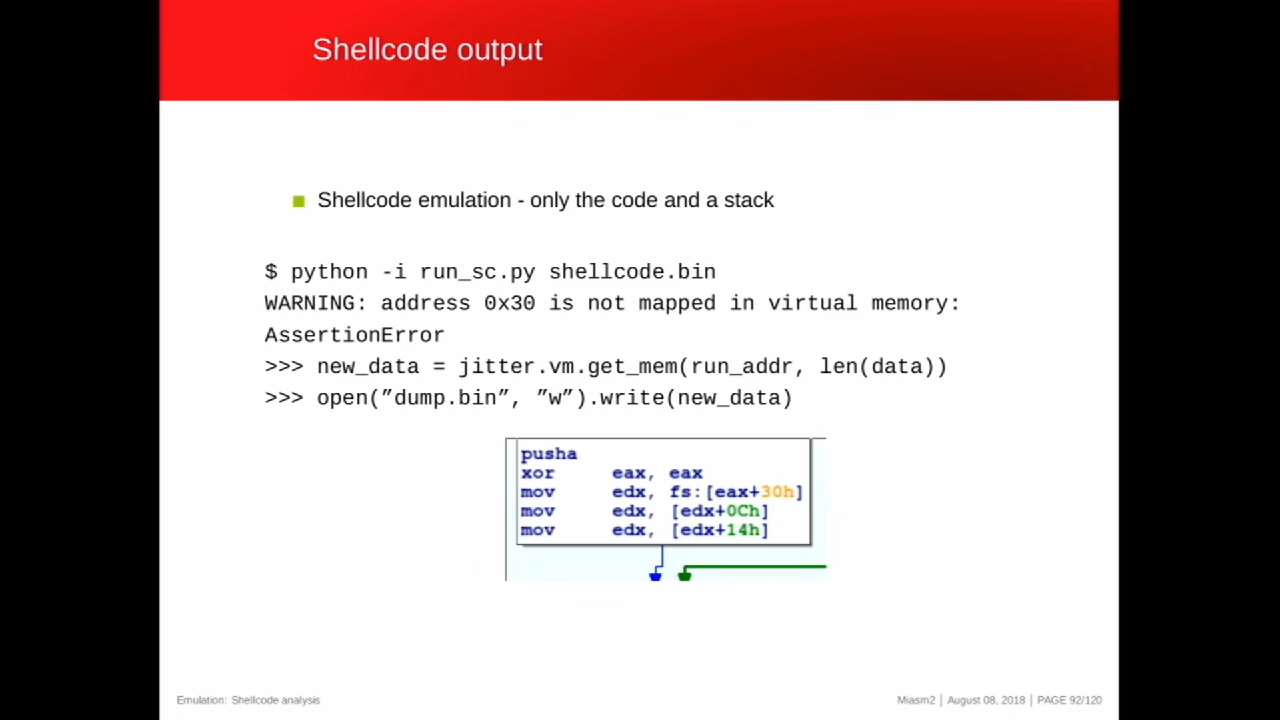 Shellcode output
Shellcode emulation - only the code and a stack
$ python -i run_sc.py shellcode.bin
WARNING: address 0x30 is not mapped in virtual memory:
AssertionError
>>> new_data = jitter.vm.get_mem(run_addr, len(data))
>>> open(”dump.bin”, ”w”).write(new_data)
pusha
xor eax, eax
mov edx, fs:[eax+30h]
mov edx, [edx+0Ch]
mov edx, [edx+14h]
Emulation: Shellcode analysis
Miasm2 | August 08, 2018 | PAGE 92/120